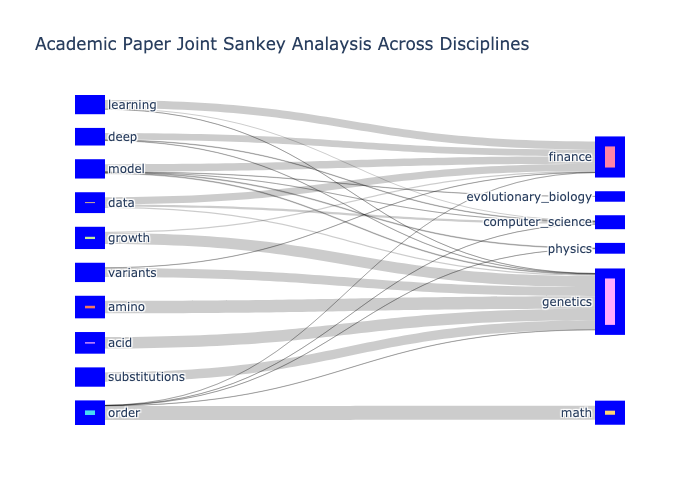 Academic Paper Joint Sankey Analaysis Across Disciplines
learning
deep
model
data
growth
variants
amino
acid
substitutions
order
finance
evolutionary_biology
computer_science
physics
genetics
math